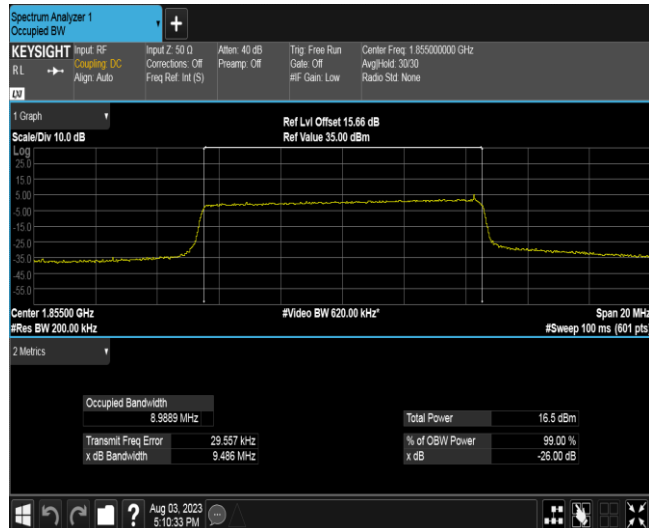 Spectrum Analyzer 1
Occupied BW
+
KEYSIGHT Input: RF Input Z: 50 Ω Atten: 40 dB Trig: Free Run Center Freq: 1.855000000 GHz
RL Coupling: DC Corrections: Off Preamp: Off Gate: Off Avg|Hold: 30/30
Align: Auto Freq Ref: Int (S) #IF Gain: Low Radio Std: None
LXI
1 Graph
Ref Lvl Offset 15.66 dB
Scale/Div 10.0 dB Ref Value 35.00 dBm
Log
25.0
15.0
5.00
-5.00
-15.0
-25.0
-35.0
-45.0
-55.0
Center 1.85500 GHz #Video BW 620.00 kHz* Span 20 MHz
#Res BW 200.00 kHz #Sweep 100 ms (601 pts)
2 Metrics
Occupied Bandwidth
8.9889 MHz Total Power 16.5 dBm
Transmit Freq Error 29.557 kHz % of OBW Power 99.00 %
x dB Bandwidth 9.486 MHz x dB -26.00 dB
? Aug 03, 2023
5:10:33 PM